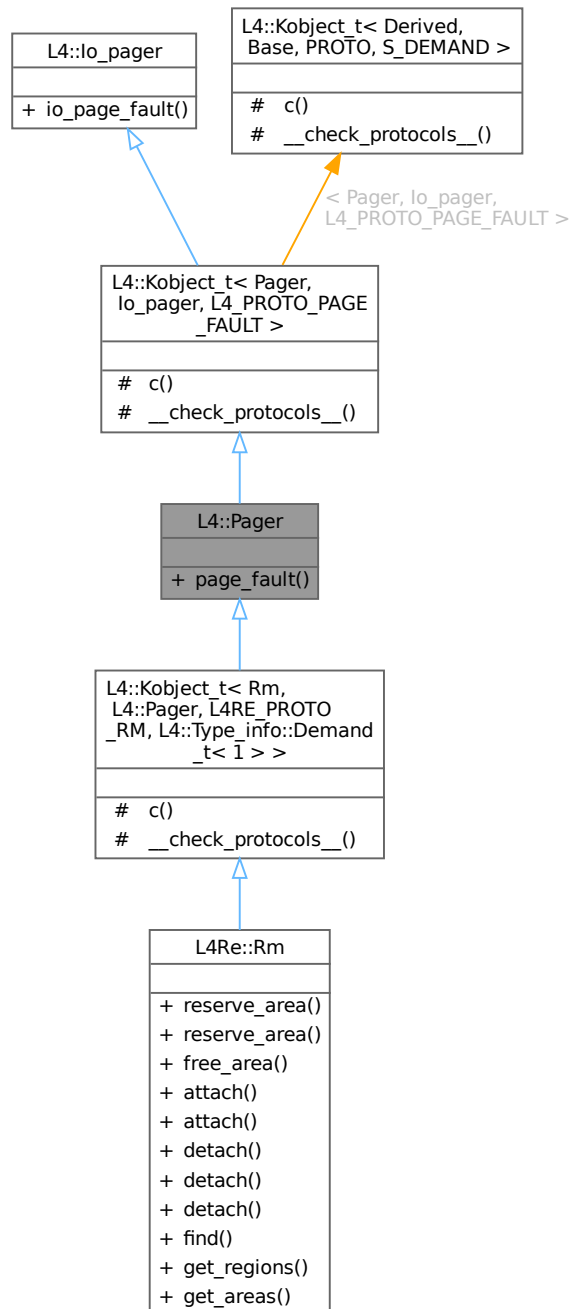 L4::Io_pager
+ io_page_fault()
L4::Kobject_t< Derived,
Base, PROTO, S_DEMAND >
# c()
# __check_protocols__()
< Pager, Io_pager,
L4_PROTO_PAGE_FAULT >
L4::Kobject_t< Pager,
Io_pager, L4_PROTO_PAGE
_FAULT >
# c()
# __check_protocols__()
L4::Pager
+ page_fault()
L4::Kobject_t< Rm,
L4::Pager, L4RE_PROTO
_RM, L4::Type_info::Demand
_t< 1 > >
# c()
# __check_protocols__()
L4Re::Rm
+ reserve_area()
+ reserve_area()
+ free_area()
+ attach()
+ attach()
+ detach()
+ detach()
+ detach()
+ find()
+ get_regions()
+ get_areas()